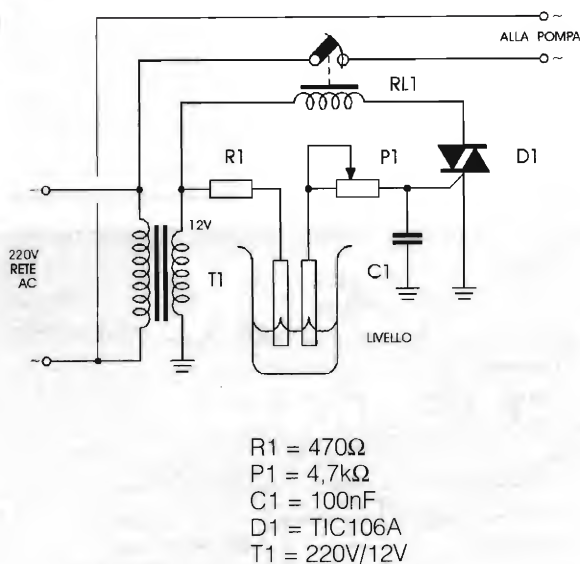 ~
ALLA POMPA
~
RL1
R1
P1
D1
~
12V
220V
RETE
AC
T1
C1
LIVELLO
~
R1 = 470Ω
P1 = 4,7kΩ
C1 = 100nF
D1 = TIC106A
T1 = 220V/12V